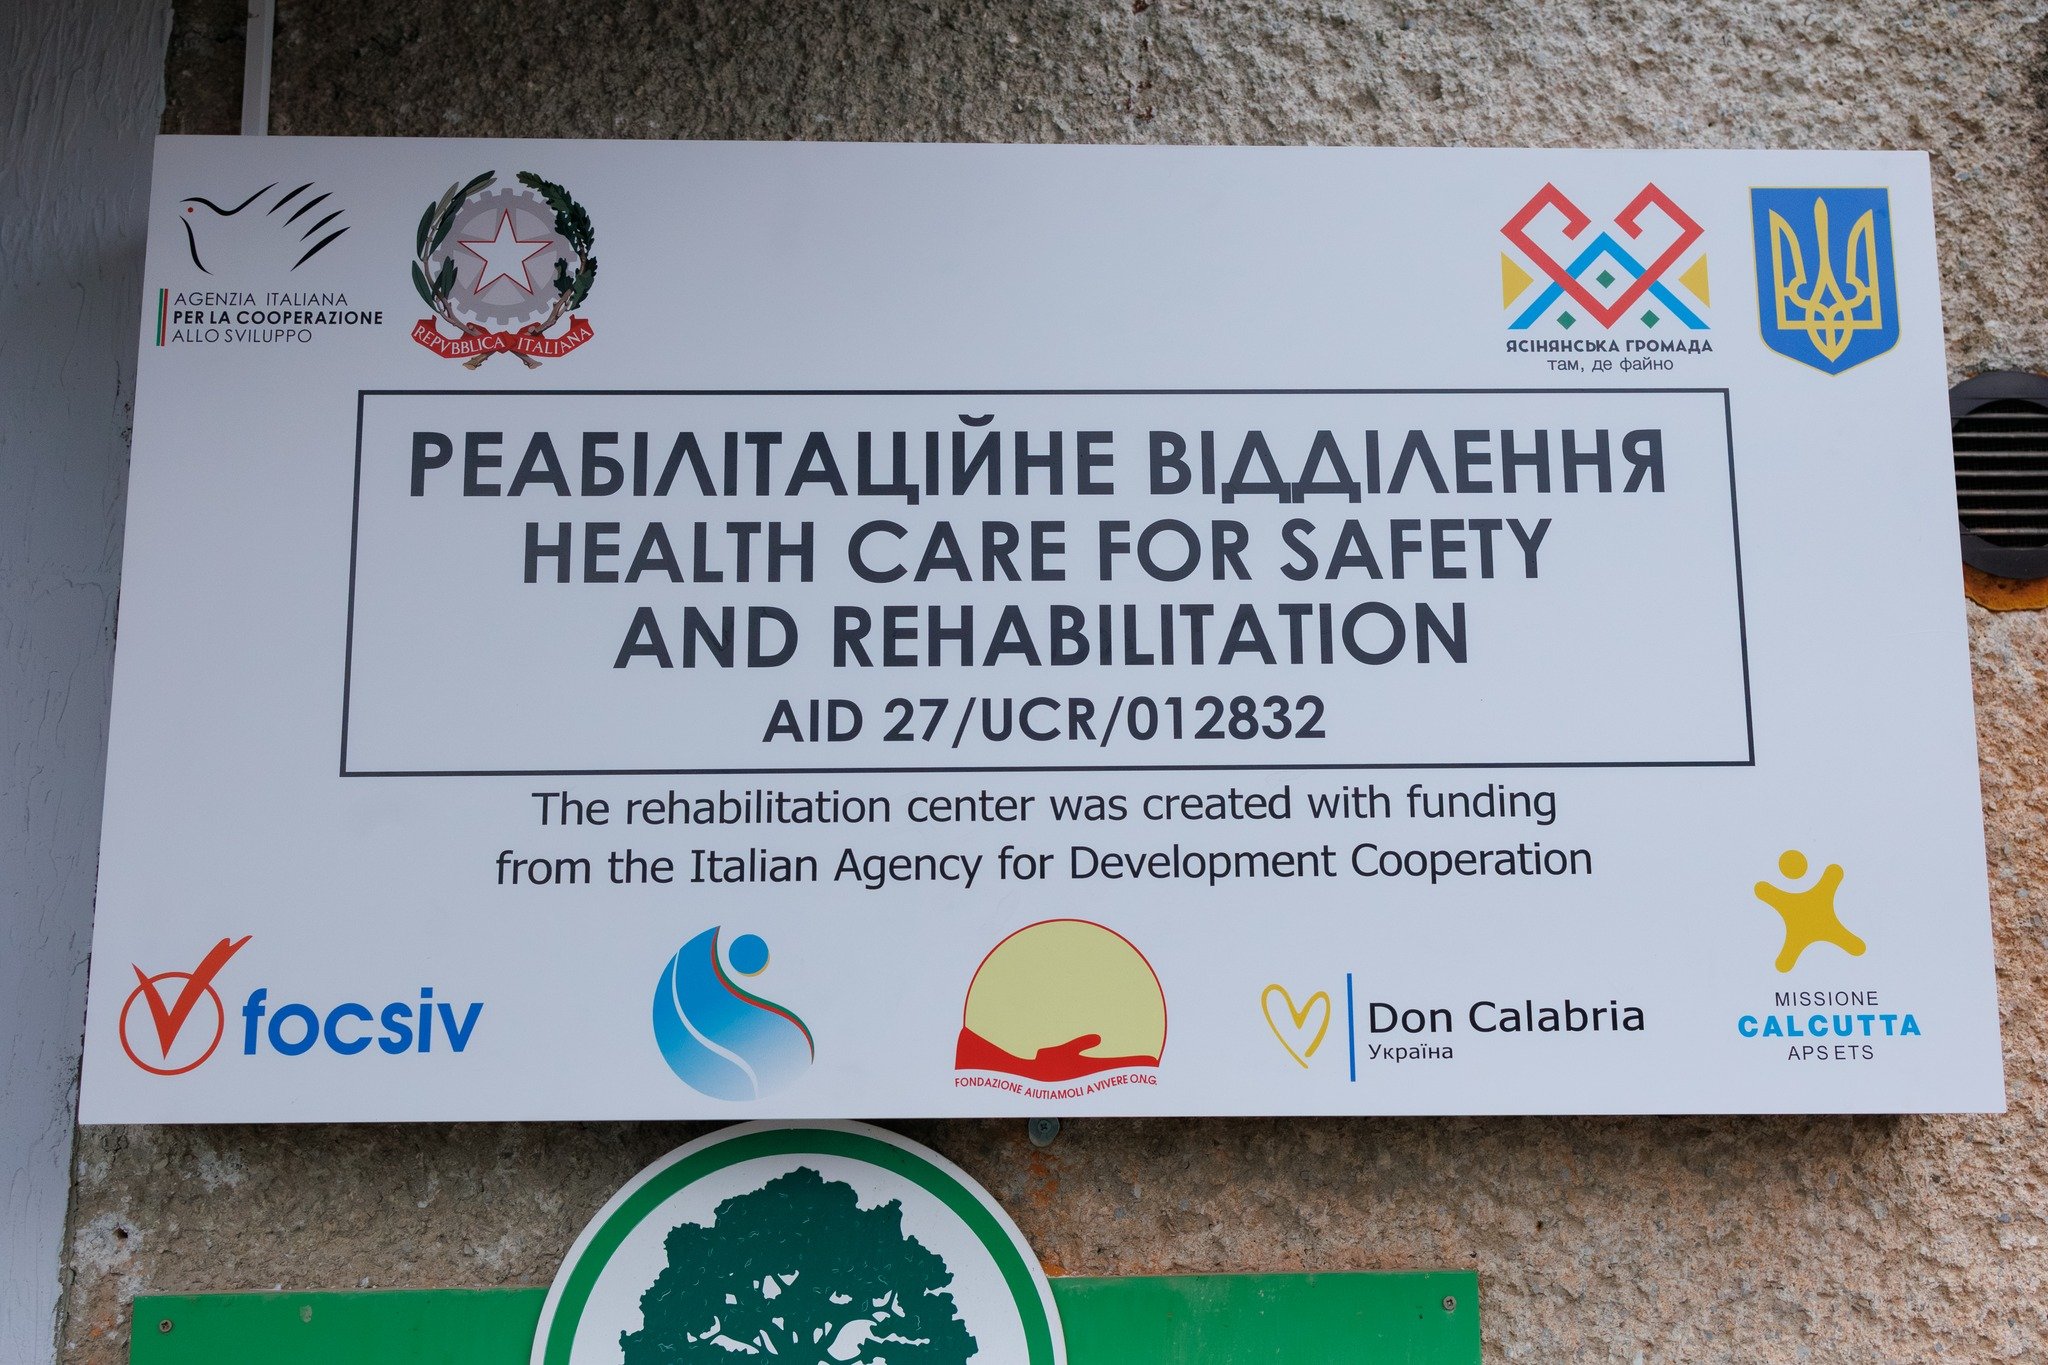 AGENZIA ITALIANA
PER LA COOPERAZIONE
ALLO SVILUPPO
REPVBBLICA ITALIANA
ЯСІНЯНСЬКА ГРОМАДА
там, де файно
РЕАБІЛІТАЦІЙНЕ ВІДДІЛЕННЯ
HEALTH CARE FOR SAFETY
AND REHABILITATION
AID 27/UCR/012832
The rehabilitation center was created with funding
from the Italian Agency for Development Cooperation
focsiv
FONDAZIONE AIUTIAMOLI A VIVERE O.N.G.
Don Calabria
Україна
MISSIONE
CALCUTTA
APS ETS